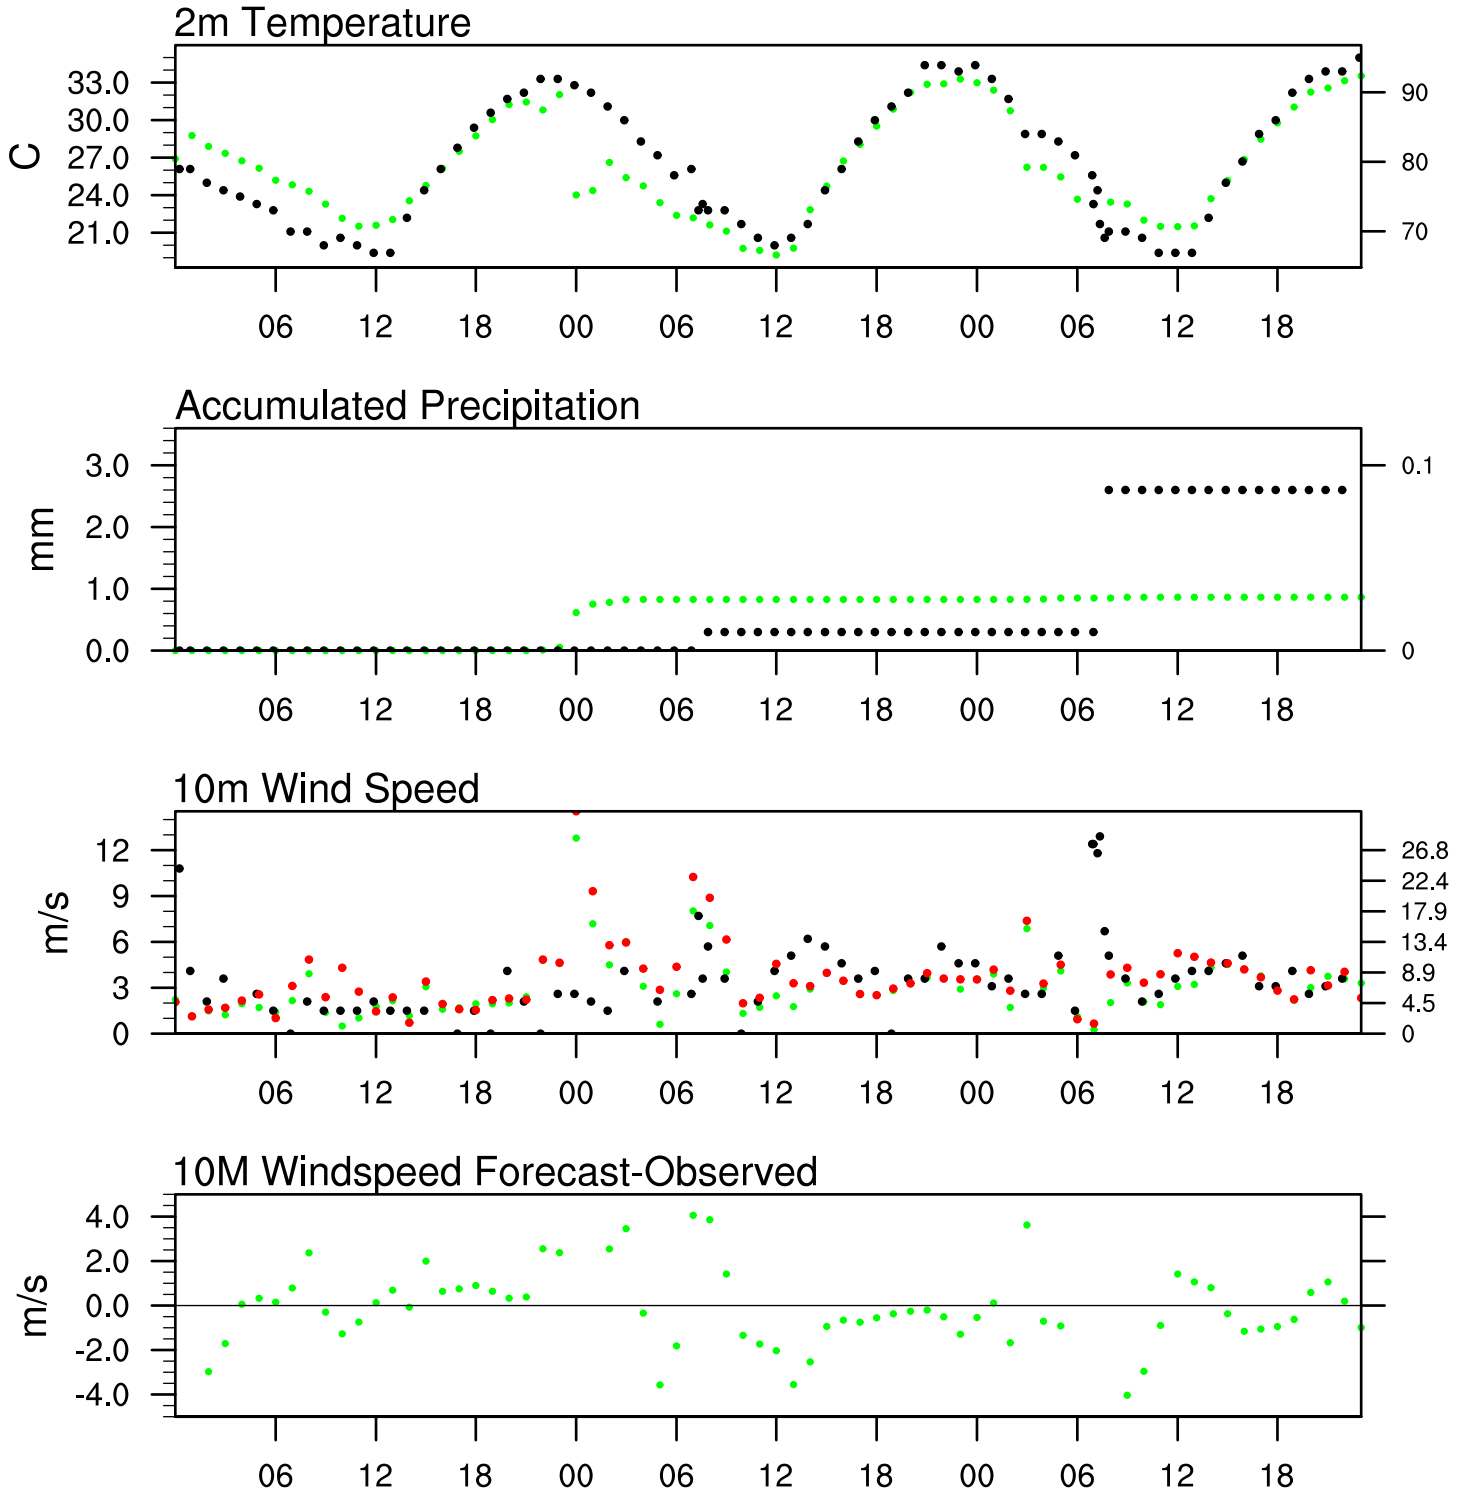 2m Temperature
33.0
30.0
27.0
24.0
21.0
C
90
80
70
06 12 18 00 06 12 18 00 06 12 18
Accumulated Precipitation
3.0
2.0
1.0
0.0
mm
0.1
0
06 12 18 00 06 12 18 00 06 12 18
10m Wind Speed
12
9
6
3
0
m/s
26.8
22.4
17.9
13.4
8.9
4.5
0
06 12 18 00 06 12 18 00 06 12 18
10M Windspeed Forecast-Observed
4.0
2.0
0.0
-2.0
-4.0
m/s
06 12 18 00 06 12 18 00 06 12 18